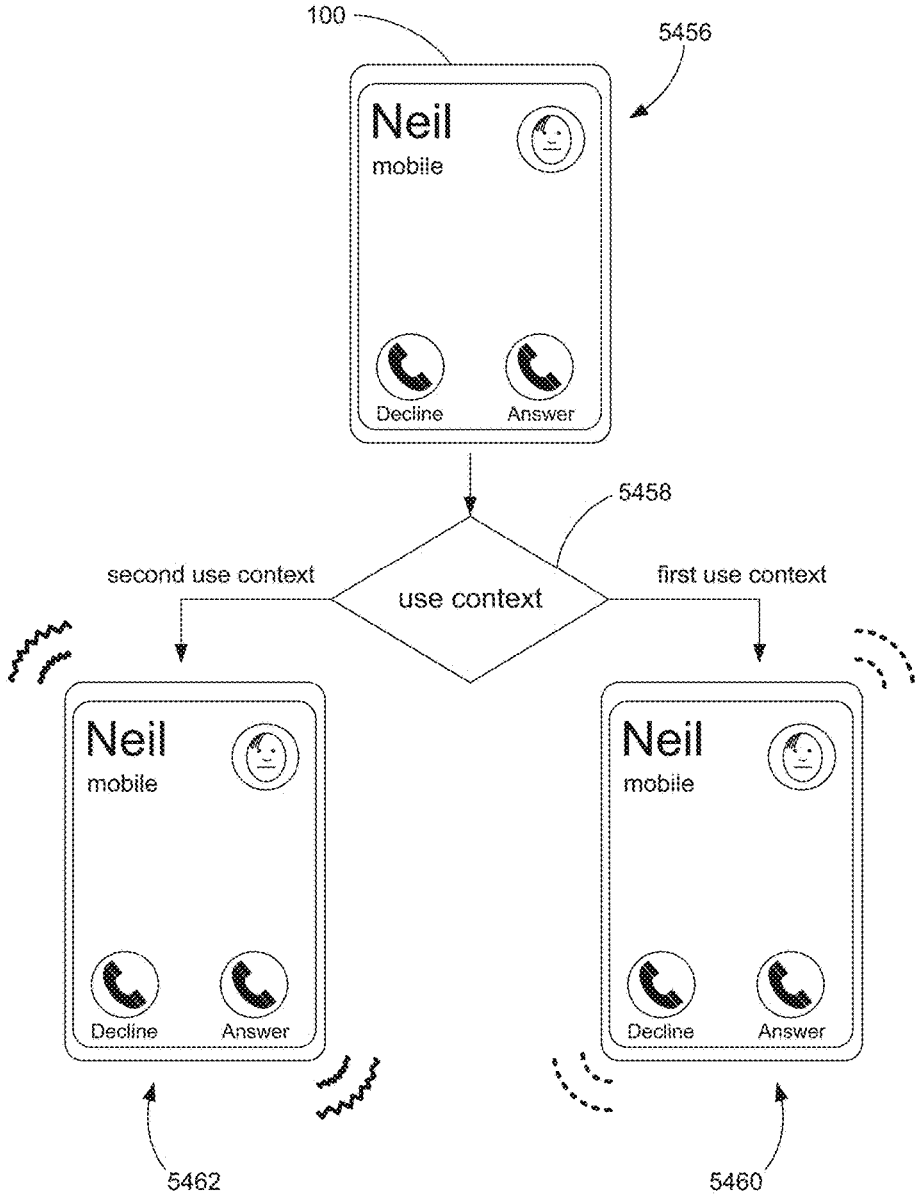 100
5456
Neil
mobile
Decline
Answer
5458
use context
second use context
first use context
Neil
mobile
Decline
Answer
Neil
mobile
Decline
Answer
5462
5460